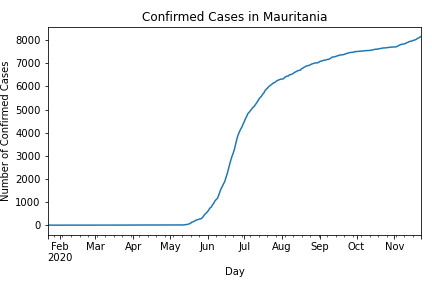 Confirmed Cases in Mauritania
Number of Confirmed Cases
8000
7000
6000
5000
4000
3000
2000
1000
0
Feb Mar Apr May Jun Jul Aug Sep Oct Nov
2020
Day